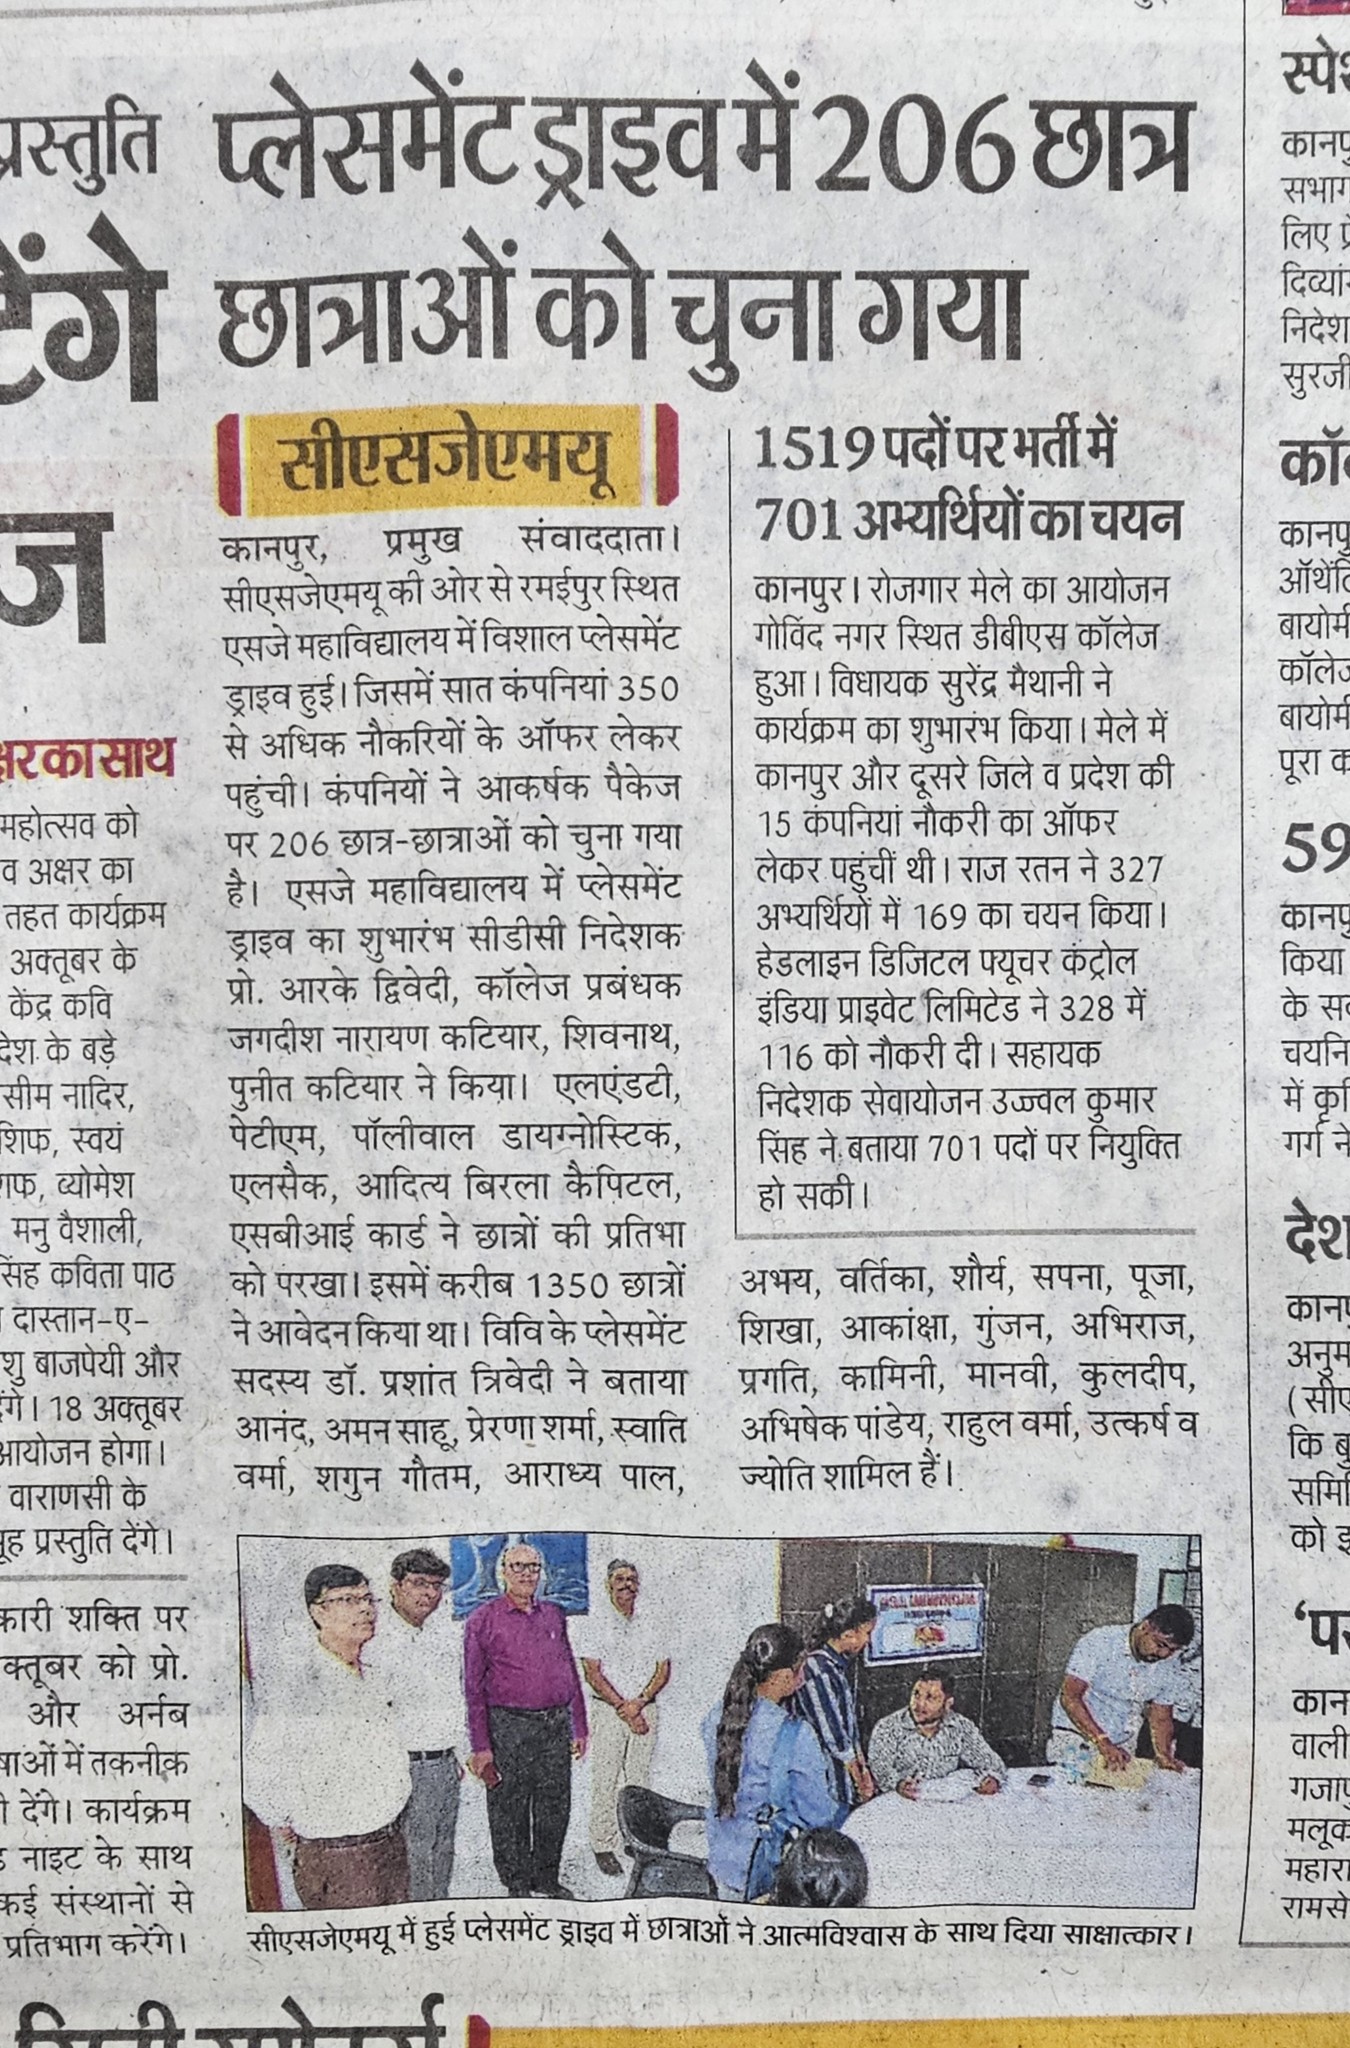 प्रस्तुति
टेंगे
ज
क्षर का साथ
महोत्सव को
व अक्षर का
तहत कार्यक्रम
अक्तूबर के
केंद्र कवि
देश के बड़े
सीम नादिर,
शिफ, स्वयं
व्योमेश
मनु वैशाली,
सिंह कविता पाठ
दास्तान-ए-
शु बाजपेयी और
18 अक्तूबर
आयोजन होगा।
वाराणसी के
प्रस्तुति देंगे।
कारी शक्ति पर
क्तूबर को प्रो.
और अर्नब
षाओं में तकनीक
देंगे। कार्यक्रम
नाइट के साथ
कई संस्थानों से
प्रतिभाग करेंगे।
प्लेसमेंट ड्राइव में 206 छात्र
छात्राओं को चुना गया
सीएसजेएमयू
कानपुर, प्रमुख संवाददाता।
सीएसजेएमयू की ओर से रमईपुर स्थित
एसजे महाविद्यालय में विशाल प्लेसमेंट
ड्राइव हुई। जिसमें सात कंपनियां 350
से अधिक नौकरियों के ऑफर लेकर
पहुंची। कंपनियों ने आकर्षक पैकेज
पर 206 छात्र-छात्राओं को चुना गया
है। एसजे महाविद्यालय में प्लेसमेंट
ड्राइव का शुभारंभ सीडीसी निदेशक
प्रो. आरके द्विवेदी, कॉलेज प्रबंधक
जगदीश नारायण कटियार, शिवनाथ,
पुनीत कटियार ने किया। एलएंडटी,
पेटीएम, पॉलीवाल डायग्नोस्टिक,
एलसैक, आदित्य बिरला कैपिटल,
एसबीआई कार्ड ने छात्रों की प्रतिभा
को परखा। इसमें करीब 1350 छात्रों
ने आवेदन किया था। विवि के प्लेसमेंट
सदस्य डॉ. प्रशांत त्रिवेदी ने बताया
आनंद, अमन साहू, प्रेरणा शर्मा, स्वाति
वर्मा, शगुन गौतम, आराध्य पाल,
1519 पदों पर भर्ती में
701 अभ्यर्थियों का चयन
कानपुर। रोजगार मेले का आयोजन
गोविंद नगर स्थित डीबीएस कॉलेज
हुआ। विधायक सुरेंद्र मैथानी ने
कार्यक्रम का शुभारंभ किया। मेले में
कानपुर और दूसरे जिले व प्रदेश की
15 कंपनियां नौकरी का ऑफर
लेकर पहुंचीं थी। राज रतन ने 327
अभ्यर्थियों में 169 का चयन किया।
हेडलाइन डिजिटल फ्यूचर कंट्रोल
इंडिया प्राइवेट लिमिटेड ने 328 में
116 को नौकरी दी। सहायक
निदेशक सेवायोजन उज्ज्वल कुमार
सिंह ने बताया 701 पदों पर नियुक्ति
हो सकी।
अभय, वर्तिका, शौर्य, सपना, पूजा,
शिखा, आकांक्षा, गुंजन, अभिराज,
प्रगति, कामिनी, मानवी, कुलदीप,
अभिषेक पांडेय, राहुल वर्मा, उत्कर्ष व
ज्योति शामिल हैं।
सीएसजेएमयू में हुई प्लेसमेंट ड्राइव में छात्राओं ने आत्मविश्वास के साथ दिया साक्षात्कार।
स्पे
कानपु
सभाग
लिए प्रे
दिव्यां
निदेश
सुरजी
कॉ
कानपु
ऑथेंटि
बायोमी
कॉलेज
बायोमी
पूरा क
59
कानपु
किया
के स
चयनि
में कृ
गर्ग ने
देश
कानपु
अनुम
(सीए
कि बु
समि
को इ
‘पर
कान
वाली
गजापु
मलूक
महारा
रामसे